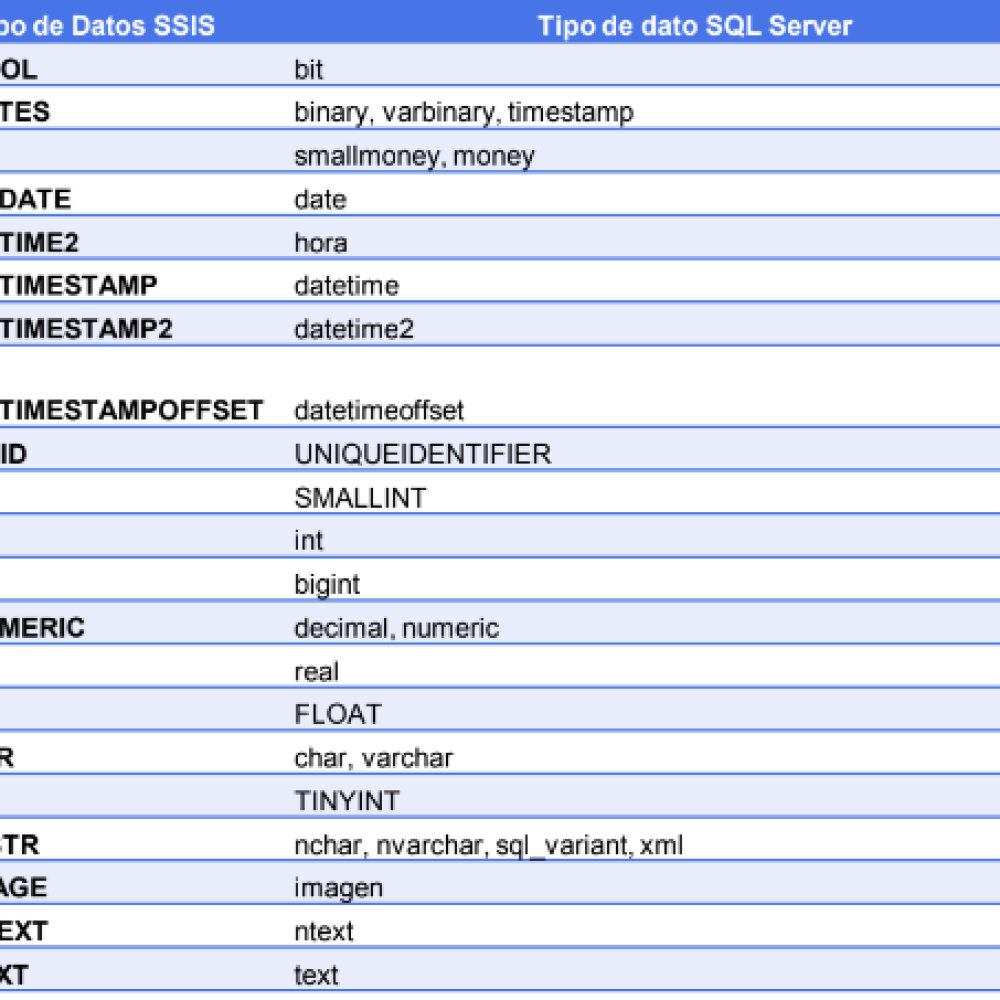 po de Datos SSIS Tipo de dato SQL Server
OL bit
TES binary, varbinary, timestamp
smallmoney, money
DATE date
TIME2 hora
TIMESTAMP datetime
TIMESTAMP2 datetime2
TIMESTAMPOFFSET datetimeoffset
ID UNIQUEIDENTIFIER
SMALLINT
int
bigint
MERIC decimal, numeric
real
FLOAT
R char, varchar
TINYINT
TR nchar, nvarchar, sql_variant, xml
AGE imagen
EXT ntext
XT text